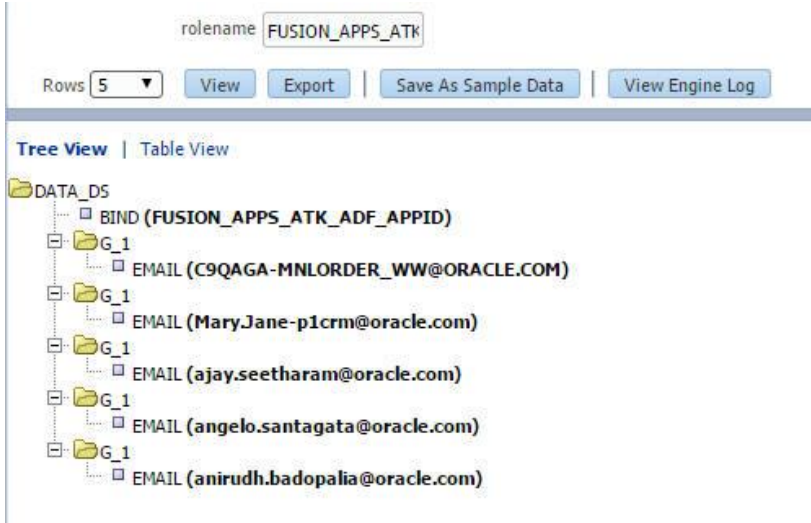 rolename FUSION_APPS_ATK
Rows 5 View Export | Save As Sample Data | View Engine Log
Tree View | Table View
DATA_DS
BIND (FUSION_APPS_ATK_ADF_APPID)
G_1
EMAIL (C9QAGA-MNLORDER_WW@ORACLE.COM)
G_1
EMAIL (Mary.Jane-p1crm@oracle.com)
G_1
EMAIL (ajay.seetharam@oracle.com)
G_1
EMAIL (angelo.santagata@oracle.com)
G_1
EMAIL (anirudh.badopalia@oracle.com)